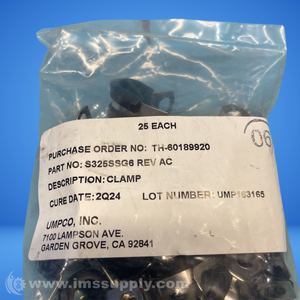 25 EACH
PURCHASE ORDER NO: TH-60189920
PART NO: S325SSG6 REV AC
DESCRIPTION: CLAMP
CURE DATE: 2Q24 LOT NUMBER: UMP163165
UMPCO, INC.
7100 LAMPSON AVE.
GARDEN GROVE, CA 92841
06
© www.imssupply.com